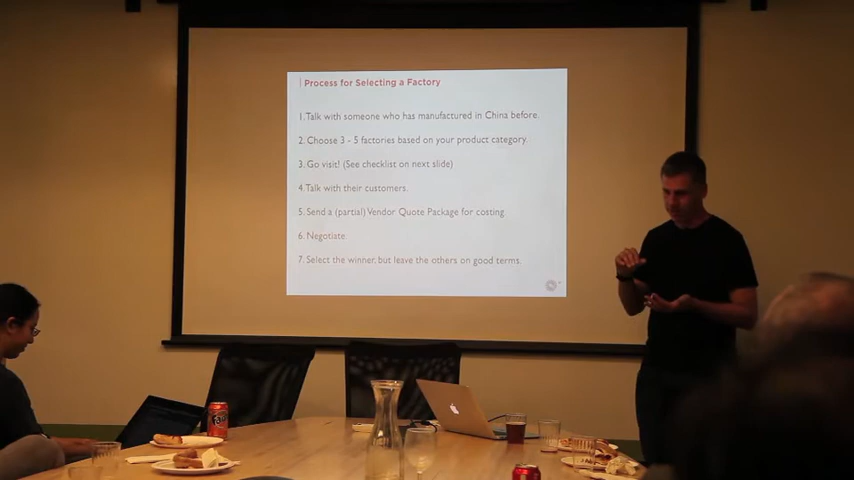 Process for Selecting a Factory
1. Talk with someone who has manufactured in China before.
2. Choose 3 - 5 factories based on your product category.
3. Go visit! (See checklist on next slide)
4. Talk with their customers.
5. Send a (partial) Vendor Quote Package for costing.
6. Negotiate.
7. Select the winner, but leave the others on good terms.